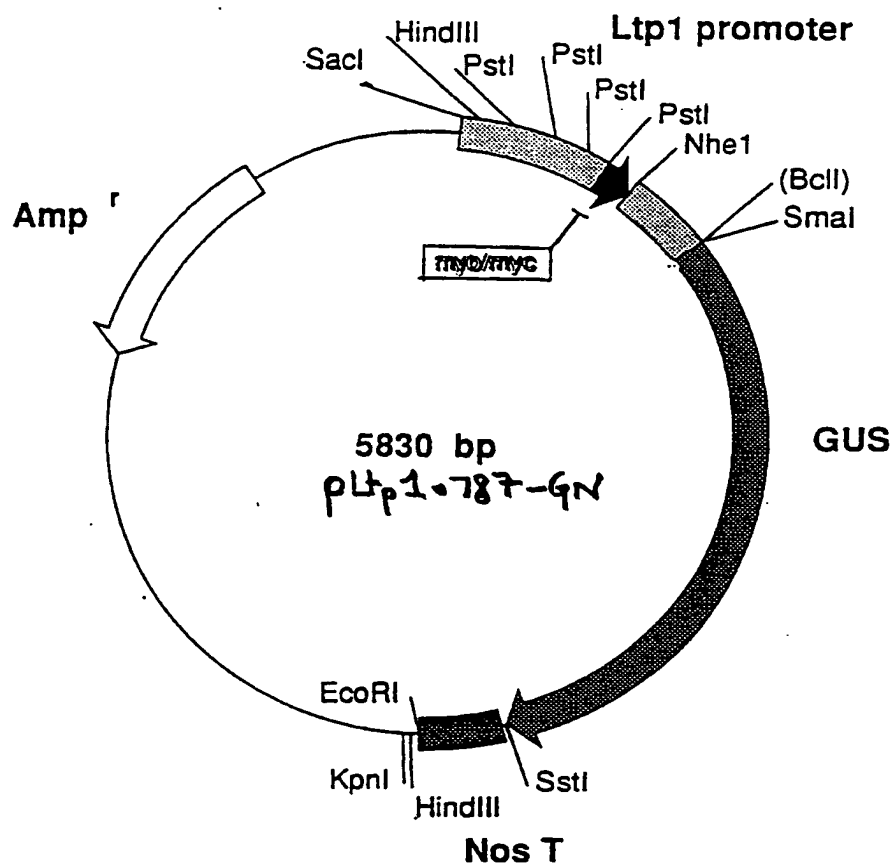 HindIII
Ltp1 promoter
SacI
PstI
PstI
PstI
PstI
Nhe1
(BclI)
SmaI
Amp r
myb/myc
5830 bp
pLtp1.787-GN
GUS
EcoRI
KpnI
HindIII
SstI
Nos T